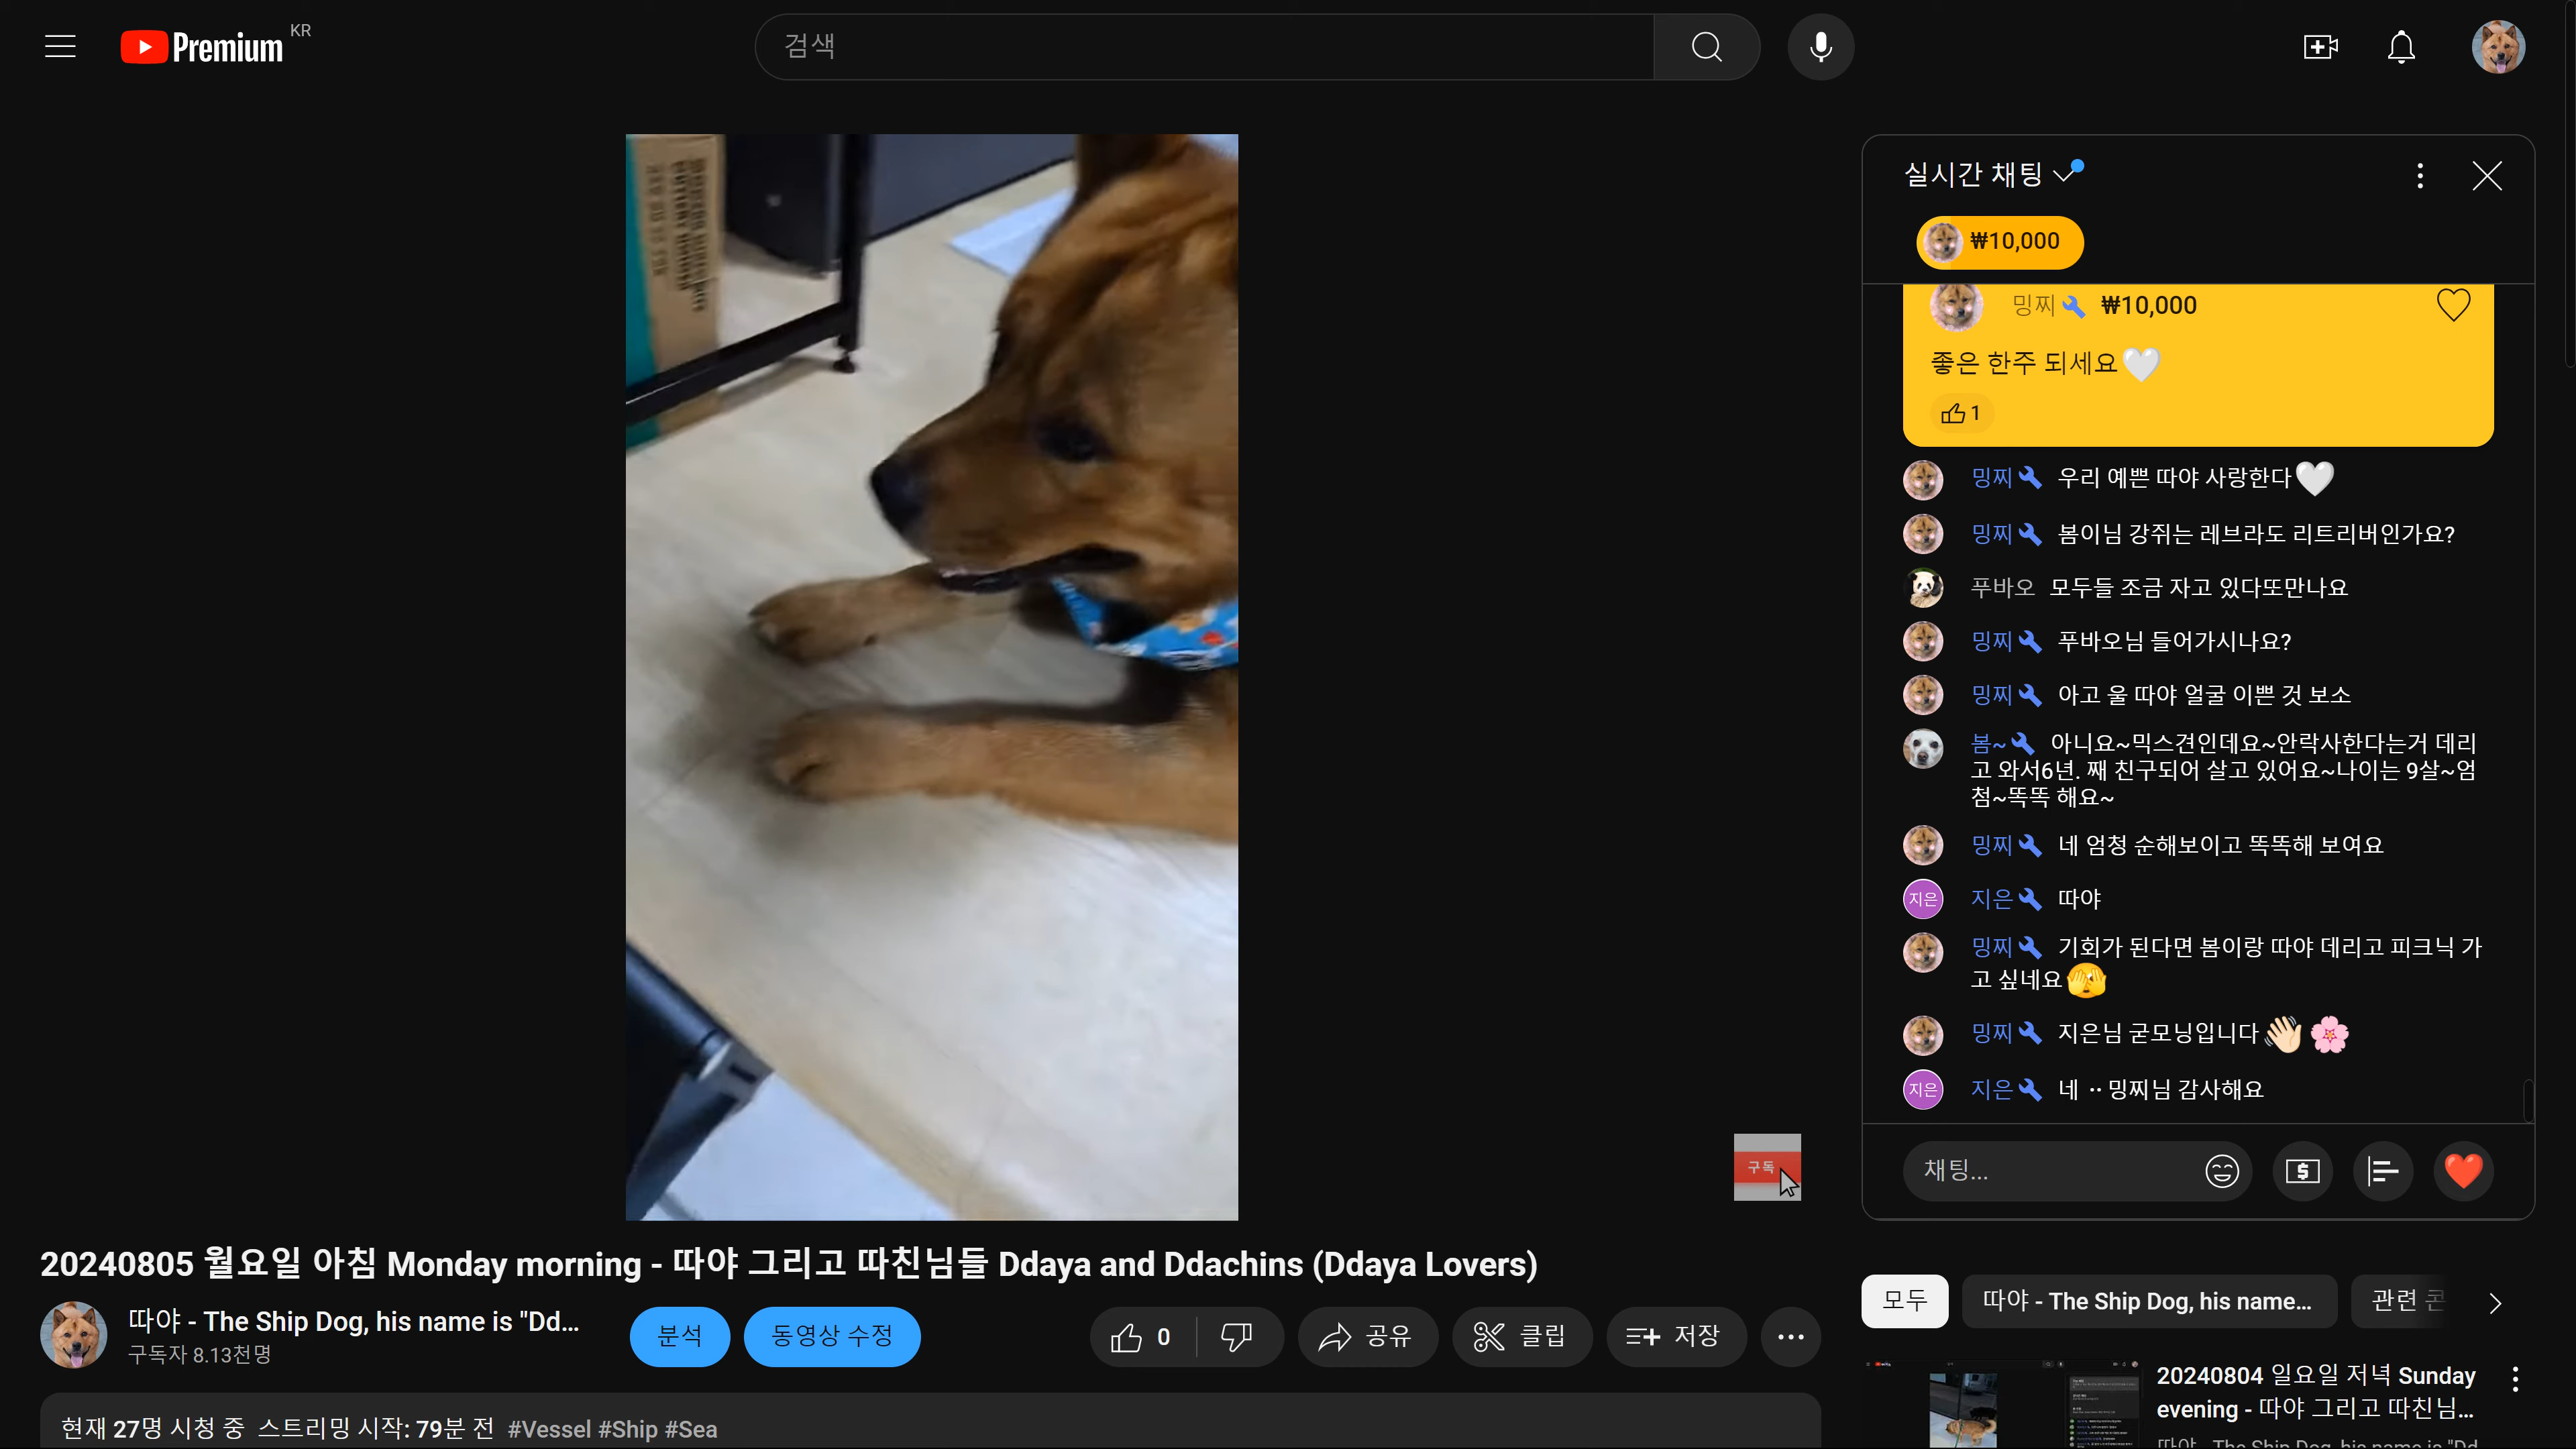 Premium KR
검색
실시간 채팅
₩10,000
밍찌 ₩10,000
좋은 한주 되세요🤍
1
밍찌 우리 예쁜 따야 사랑한다🤍
밍찌 봄이님 강쥐는 레브라도 리트리버인가요?
푸바오 모두들 조금 자고 있다또만나요
밍찌 푸바오님 들어가시나요?
밍찌 아고 울 따야 얼굴 이쁜 것 보소
봄~ 아니요~믹스견인데요~안락사한다는거 데리
고 와서6년. 째 친구되어 살고 있어요~나이는 9살~엄
첨~똑똑 해요~
밍찌 네 엄청 순해보이고 똑똑해 보여요
지은 지은 따야
밍찌 기회가 된다면 봄이랑 따야 데리고 피크닉 가
고 싶네요🫣
밍찌 지은님 굳모닝입니다👋🏻🌸
지은 지은 네 ᆢ밍찌님 감사해요
채팅...
구독
20240805 월요일 아침 Monday morning - 따야 그리고 따친님들 Ddaya and Ddachins (Ddaya Lovers)
따야 - The Ship Dog, his name is "Dd...
구독자 8.13천명
분석 동영상 수정 0 공유 클립 저장
현재 27명 시청 중 스트리밍 시작: 79분 전 #Vessel #Ship #Sea
모두 따야 - The Ship Dog, his name... 관련 콘
20240804 일요일 저녁 Sunday
evening - 따야 그리고 따친님...